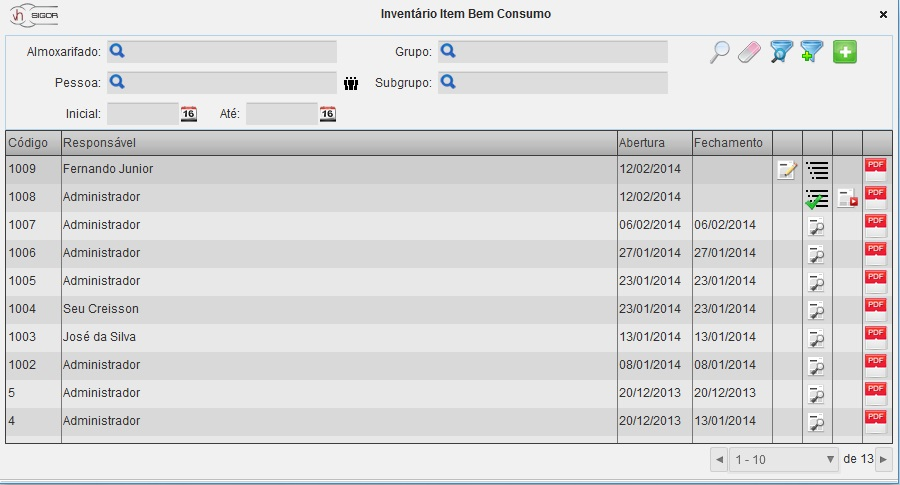 vh SIGOR Inventário Item Bem Consumo ×
Almoxarifado: Grupo:
Pessoa: Subgrupo:
Inicial: 16 Até: 16
Código Responsável Abertura Fechamento
1009 Fernando Junior 12/02/2014 PDF
1008 Administrador 12/02/2014 PDF
1007 Administrador 06/02/2014 06/02/2014 PDF
1006 Administrador 27/01/2014 27/01/2014 PDF
1005 Administrador 23/01/2014 23/01/2014 PDF
1004 Seu Creisson 23/01/2014 23/01/2014 PDF
1003 José da Silva 13/01/2014 13/01/2014 PDF
1002 Administrador 08/01/2014 08/01/2014 PDF
5 Administrador 20/12/2013 20/12/2013 PDF
4 Administrador 20/12/2013 13/01/2014 PDF
1 - 10 de 13